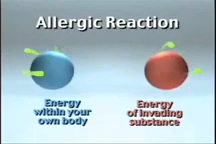 Allergic Reaction
Energy
within your
own body
Energy
of invading
substance